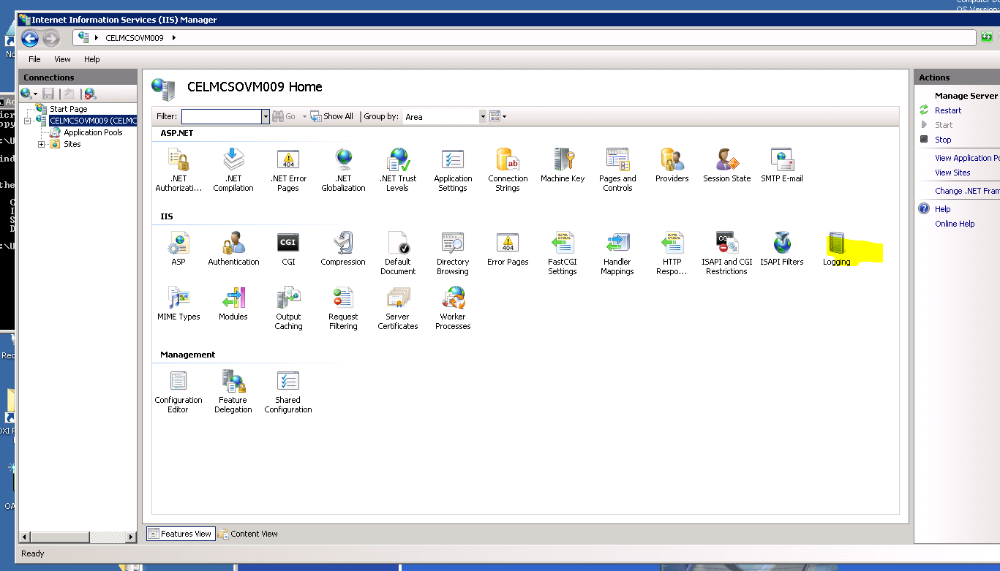 Computer Do
OS Version:
Internet Information Services (IIS) Manager
CELMCSOVM009
File View Help
Connections
Start Page
CELMCSOVM009 (CELMC
Application Pools
Sites
CELMCSOVM009 Home
Filter: Go Show All Group by: Area
ASP.NET
.NET Authorizati...
.NET Compilation
.NET Error Pages
.NET Globalization
.NET Trust Levels
Application Settings
Connection Strings
Machine Key
Pages and Controls
Providers
Session State
SMTP E-mail
IIS
ASP
Authentication
CGI
Compression
Default Document
Directory Browsing
Error Pages
FastCGI Settings
Handler Mappings
HTTP Respo...
ISAPI and CGI Restrictions
ISAPI Filters
Logging
MIME Types
Modules
Output Caching
Request Filtering
Server Certificates
Worker Processes
Management
Configuration Editor
Feature Delegation
Shared Configuration
Features View Content View
Ready
Actions
Manage Server
Restart
Start
Stop
View Application Po
View Sites
Change .NET Fram
Help
Online Help